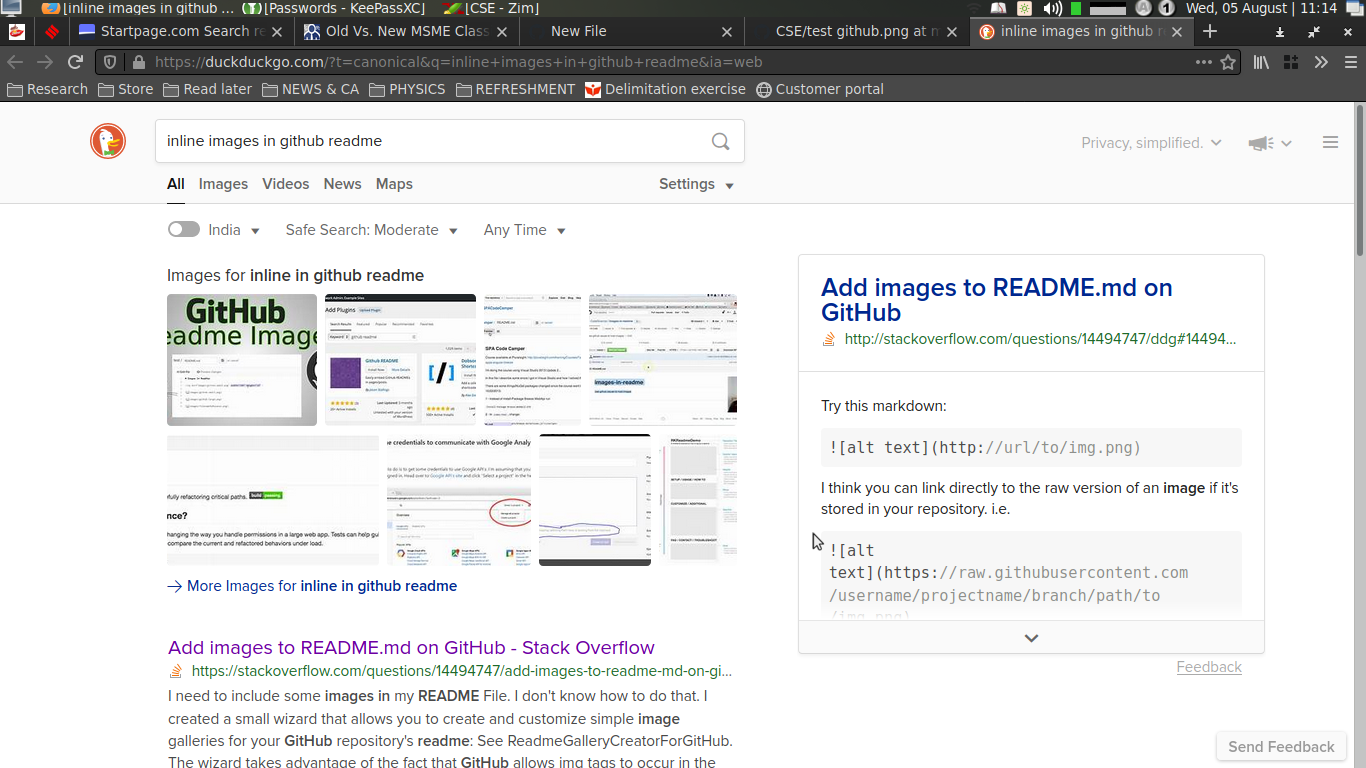 [inline images in github ... [Passwords - KeePassXC] [CSE - Zim] Wed, 05 August | 11:14
Startpage.com Search re Old Vs. New MSME Class New File CSE/test github.png at m inline images in github r
https://duckduckgo.com/?t=canonical&q=inline+images+in+github+readme&ia=web
Research Store Read later NEWS & CA PHYSICS REFRESHMENT Delimitation exercise Customer portal
inline images in github readme
Privacy, simplified.
All Images Videos News Maps Settings
India Safe Search: Moderate Any Time
Images for inline in github readme
GitHub
eadme Image
Add Plugins
Github README
SPA Code Camper
images-in-readme
fully refactoring critical paths. build passing
nce?
hanging the way you handle permissions in a large web app. Tests can help gu
compare the current and refactored behaviors under load.
e credentials to communicate with Google Analy
More Images for inline in github readme
Add images to README.md on GitHub - Stack Overflow
https://stackoverflow.com/questions/14494747/add-images-to-readme-md-on-gi...
I need to include some images in my README File. I don't know how to do that. I
created a small wizard that allows you to create and customize simple image
galleries for your GitHub repository's readme: See ReadmeGalleryCreatorForGitHub.
The wizard takes advantage of the fact that GitHub allows img tags to occur in the
Add images to README.md on
GitHub
http://stackoverflow.com/questions/14494747/ddg#14494...
Try this markdown:
![alt text](http://url/to/img.png)
I think you can link directly to the raw version of an image if it's
stored in your repository. i.e.
![alt
text](https://raw.githubusercontent.com
/username/projectname/branch/path/to
/img.png)
Feedback
Send Feedback